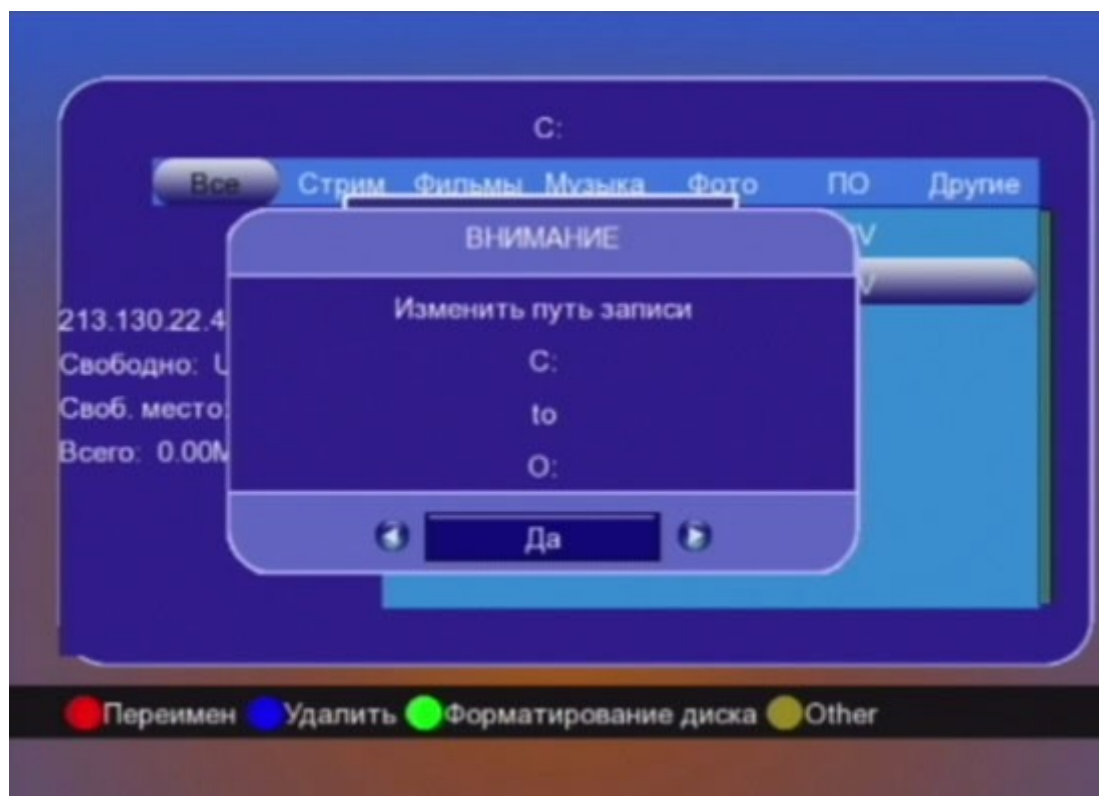 C:
Все Стрим Фильмы Музыка Фото ПО Другие
ВНИМАНИЕ
Изменить путь записи
C:
to
O:
Да
213.130.22.4
Свободно:
Своб. место:
Всего: 0.00M
Переимен Удалить Форматирование диска Other